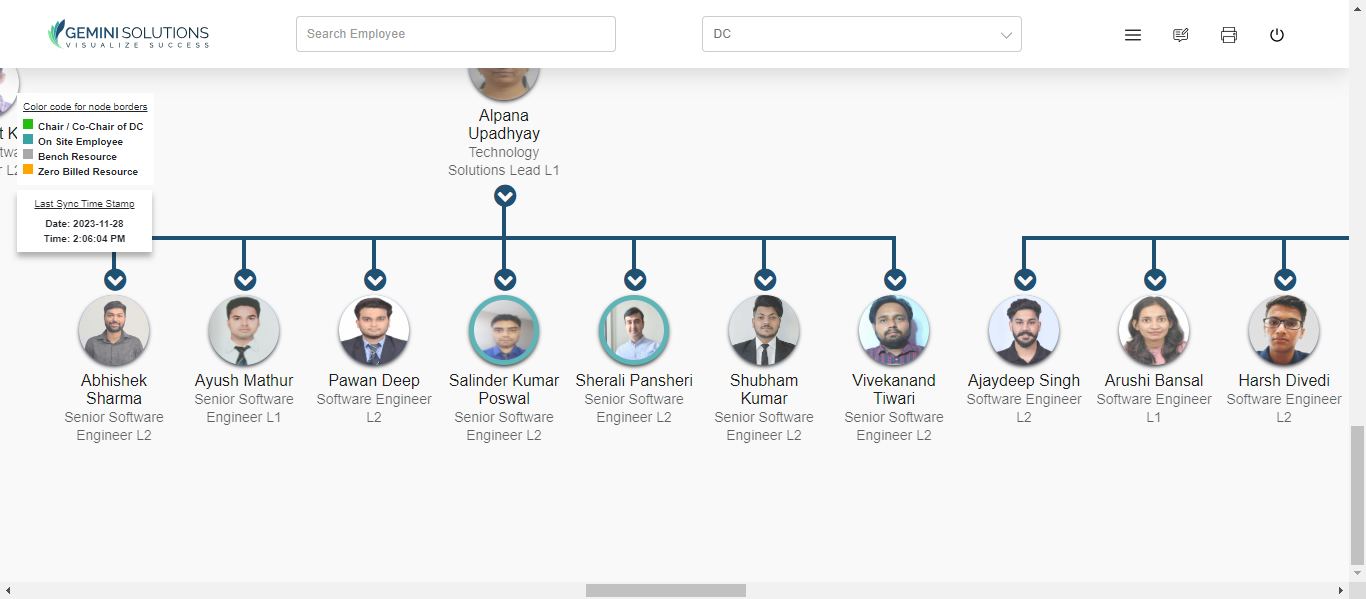 GEMINI SOLUTIONS
VISUALIZE SUCCESS
Search Employee
DC
Color code for node borders
Chair / Co-Chair of DC
On Site Employee
Bench Resource
Zero Billed Resource
Last Sync Time Stamp
Date: 2023-11-28
Time: 2:06:04 PM
Alpana
Upadhyay
Technology
Solutions Lead L1
Abhishek
Sharma
Senior Software
Engineer L2
Ayush Mathur
Senior Software
Engineer L1
Pawan Deep
Software Engineer
L2
Salinder Kumar
Poswal
Senior Software
Engineer L2
Sherali Pansheri
Senior Software
Engineer L2
Shubham
Kumar
Senior Software
Engineer L2
Vivekanand
Tiwari
Senior Software
Engineer L2
Ajaydeep Singh
Software Engineer
L2
Arushi Bansal
Software Engineer
L1
Harsh Divedi
Software Engineer
L2